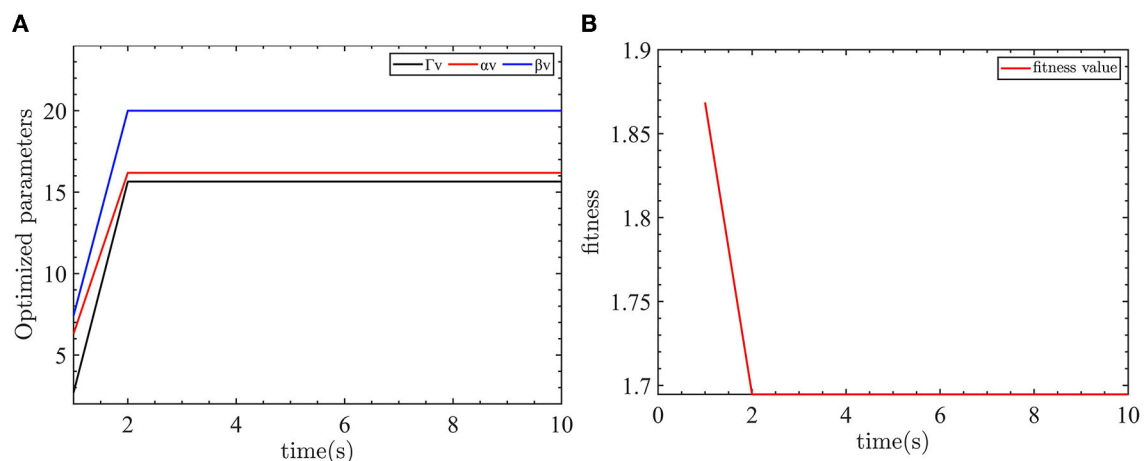 A
Γv αv βv
20
15
10
5
Optimized parameters
2 4 6 8 10
time(s)
B
fitness value
1.9
1.85
1.8
1.75
1.7
fitness
0 2 4 6 8 10
time(s)